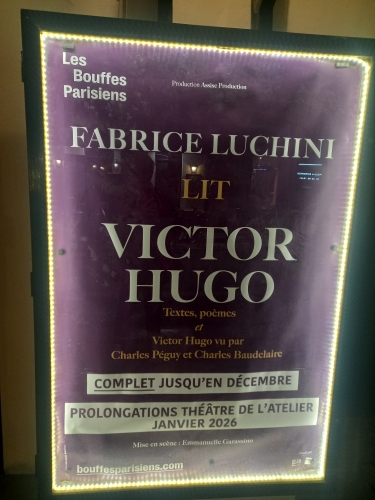 Les
Bouffes
Parisiens
Production Assise Production
FABRICE LUCHINI
LIT
VICTOR
HUGO
Textes, poèmes
et
Victor Hugo vu par
Charles Péguy et Charles Baudelaire
COMPLET JUSQU'EN DÉCEMBRE
PROLONGATIONS THÉÂTRE DE L'ATELIER
JANVIER 2026
Mise en scène : Emmanuelle Garassino
bouffesparisiens.com